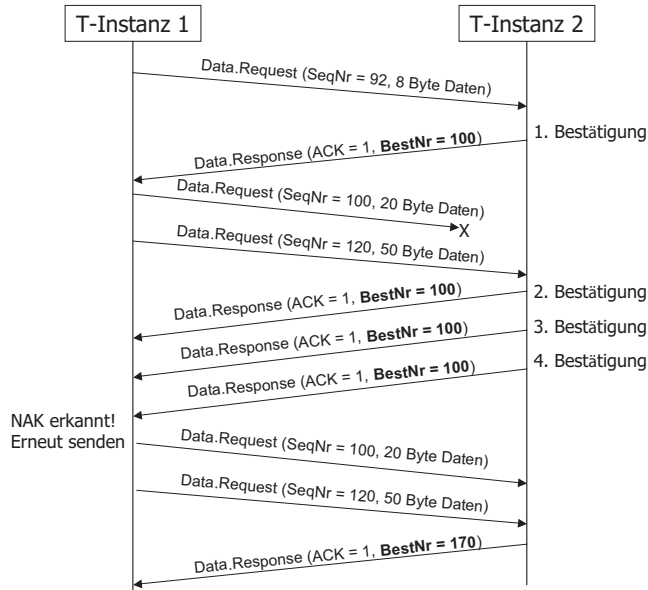 T-Instanz 1
T-Instanz 2
Data.Request (SeqNr = 92, 8 Byte Daten)
1. Bestätigung
Data.Response (ACK = 1, BestNr = 100)
Data.Request (SeqNr = 100, 20 Byte Daten)
X
Data.Request (SeqNr = 120, 50 Byte Daten)
2. Bestätigung
Data.Response (ACK = 1, BestNr = 100)
3. Bestätigung
Data.Response (ACK = 1, BestNr = 100)
4. Bestätigung
Data.Response (ACK = 1, BestNr = 100)
NAK erkannt!
Erneut senden
Data.Request (SeqNr = 100, 20 Byte Daten)
Data.Request (SeqNr = 120, 50 Byte Daten)
Data.Response (ACK = 1, BestNr = 170)